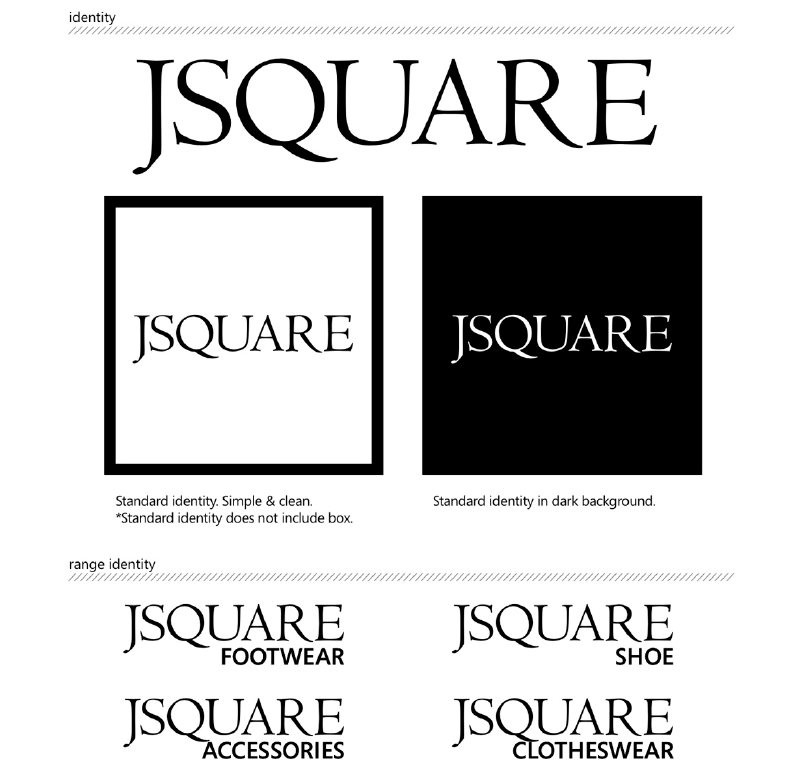 identity
JSQUARE
JSQUARE
JSQUARE
Standard identity. Simple & clean.
*Standard identity does not include box.
Standard identity in dark background.
range identity
JSQUARE
FOOTWEAR
JSQUARE
SHOE
JSQUARE
ACCESSORIES
JSQUARE
CLOTHESWEAR